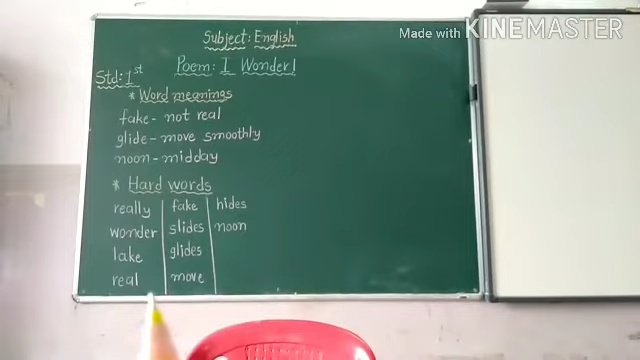 Subject: English
Made with KINEMASTER
Poem: I Wonder!
Std: 1st
* Word meanings
fake - not real
glide - move smoothly
noon - midday
* Hard words
really fake hides
wonder slides noon
lake glides
real move